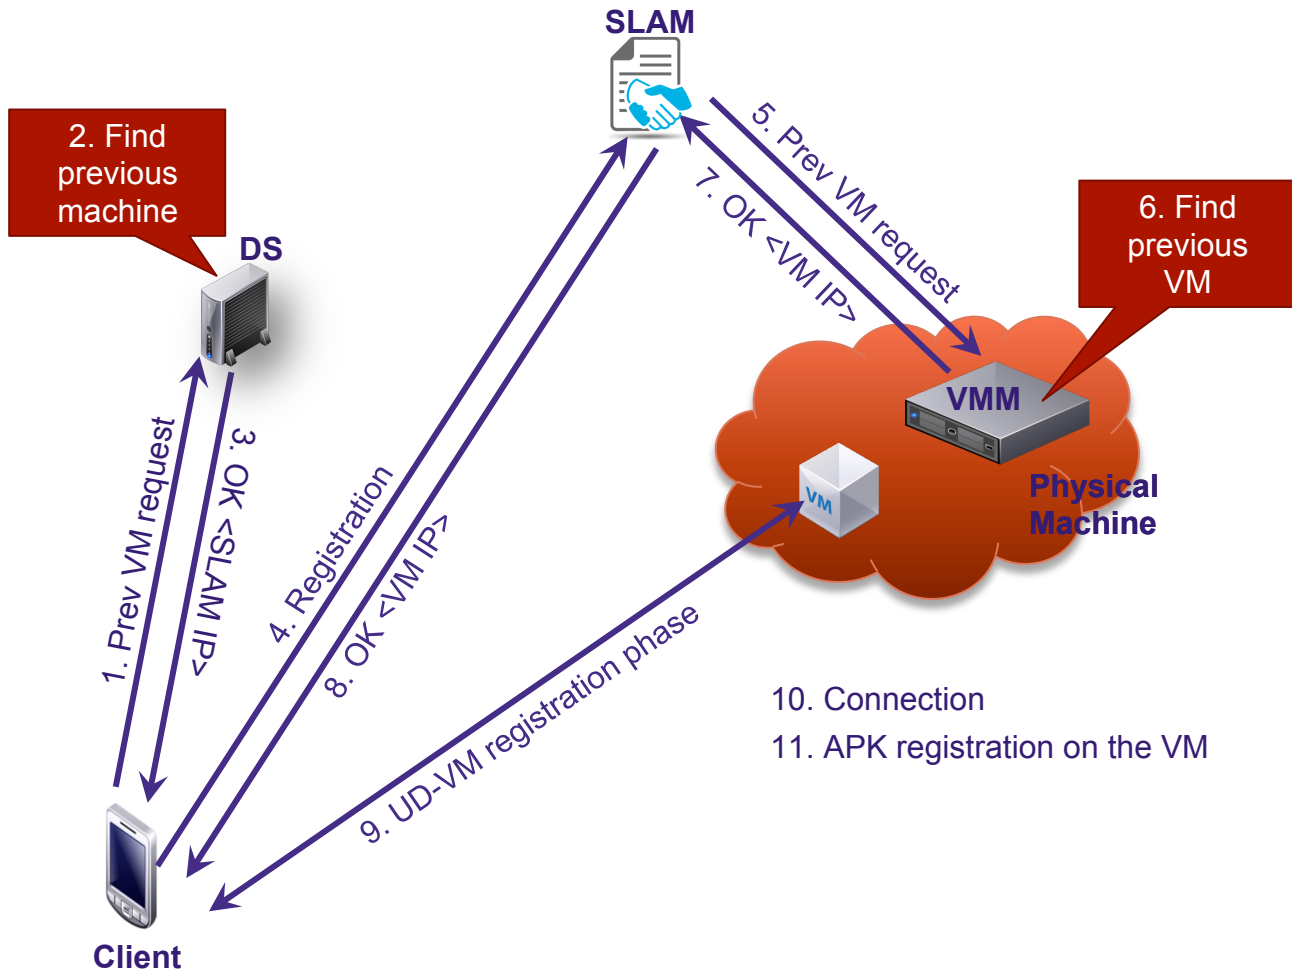 SLAM
2. Find
previous
machine
DS
5. Prev VM request
7. OK <VM IP>
6. Find
previous
VM
VMM
VM
Physical
Machine
1. Prev VM request
3. OK <SLAM IP>
4. Registration
8. OK <VM IP>
9. UD-VM registration phase
10. Connection
11. APK registration on the VM
Client